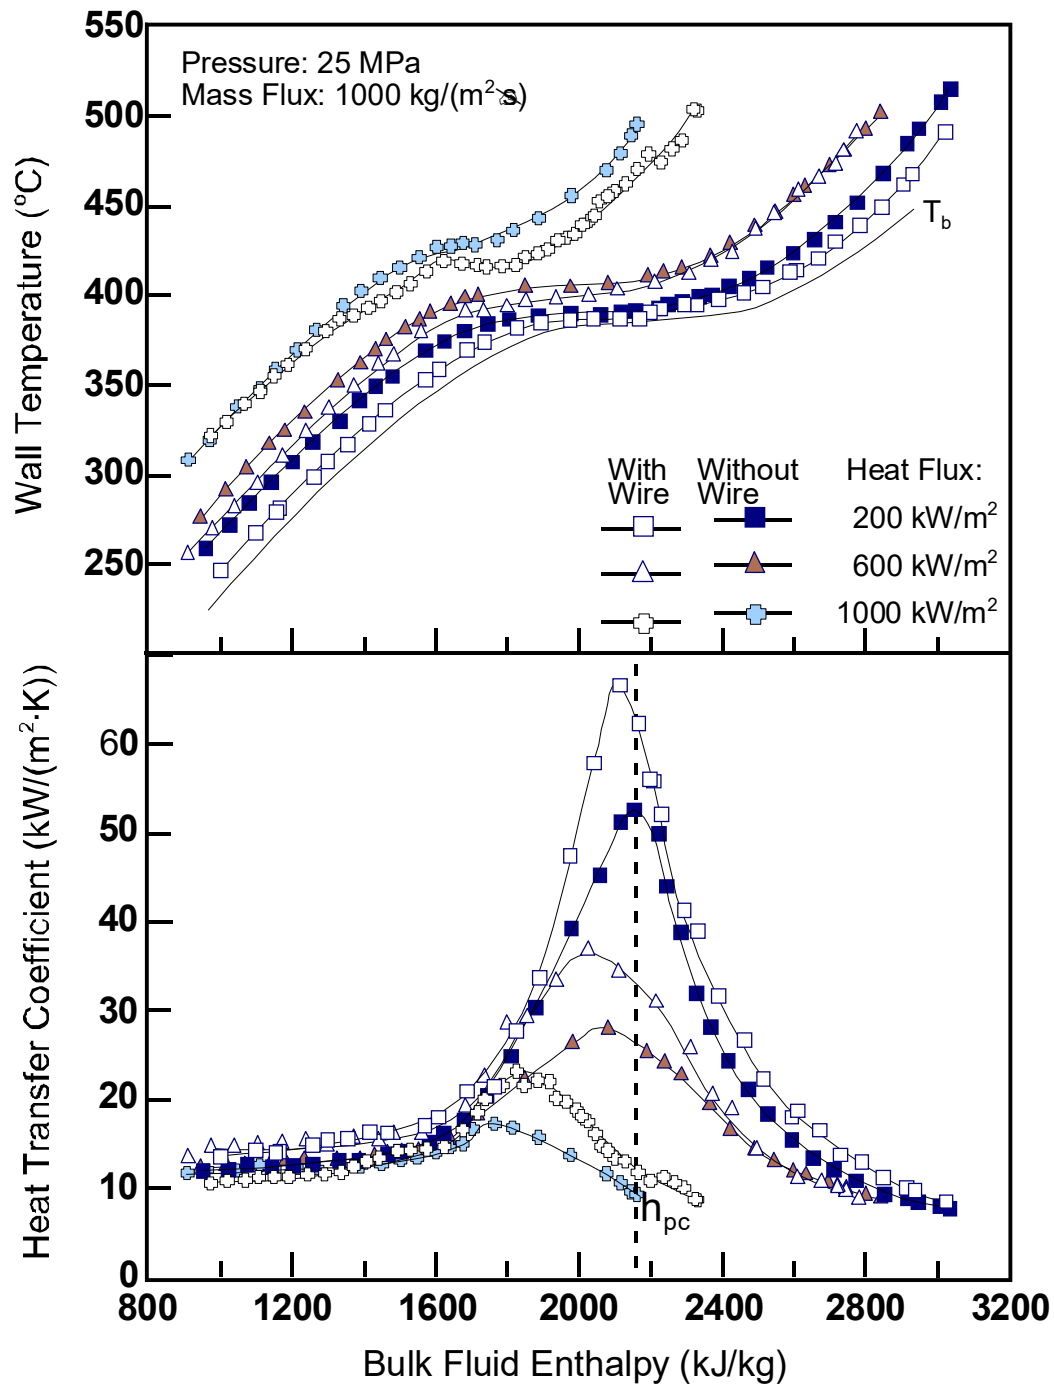 550
Pressure: 25 MPa
Mass Flux: 1000 kg/(m²s)
500
450
T_b
400
350
300
250
Wall Temperature (°C)
With Wire
Without Wire
Heat Flux:
200 kW/m²
600 kW/m²
1000 kW/m²
60
50
40
30
20
10
0
Heat Transfer Coefficient (kW/(m²·K))
h_pc
800 1200 1600 2000 2400 2800 3200
Bulk Fluid Enthalpy (kJ/kg)